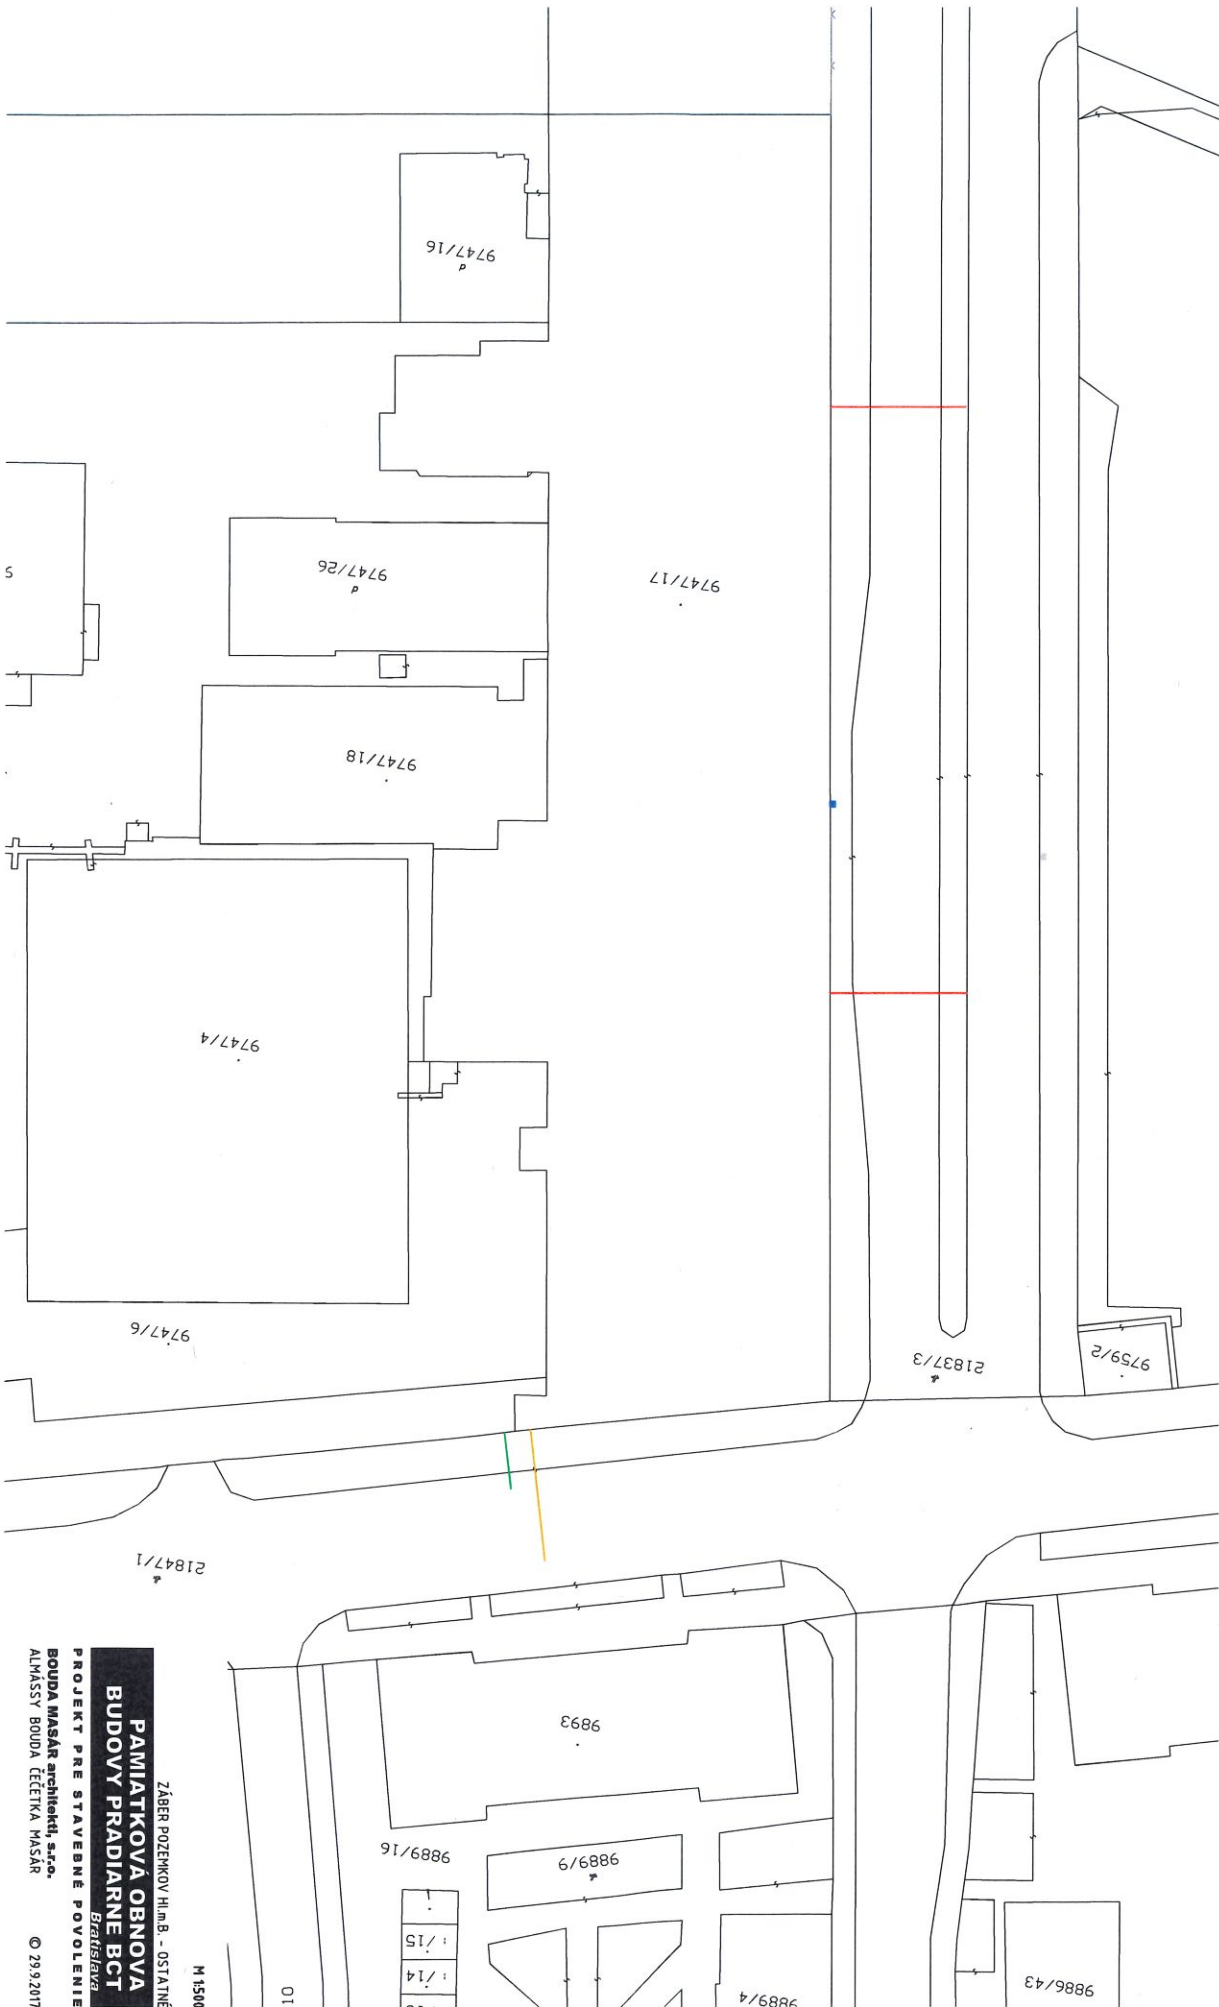 9747/16
9747/26
9747/17
9747/18
9747/4
9747/6
21837/3
9759/2
21847/1
9893
9889/16
9889/9
/15
/14
9889/4
9886/43
10
M 1:500
ZÁBER POZEMKOV Hl.m.B. - OSTATNÉ
PAMIATKOVÁ OBNOVA
BUDOVY PRADIARNE BCT
Bratislava
PROJEKT PRE STAVEBNÉ POVOLENIE
BOUDA MASÁR architekti, s.r.o.
ALMÁSSY BOUDA ČEČETKA MASÁR © 29.9.2017